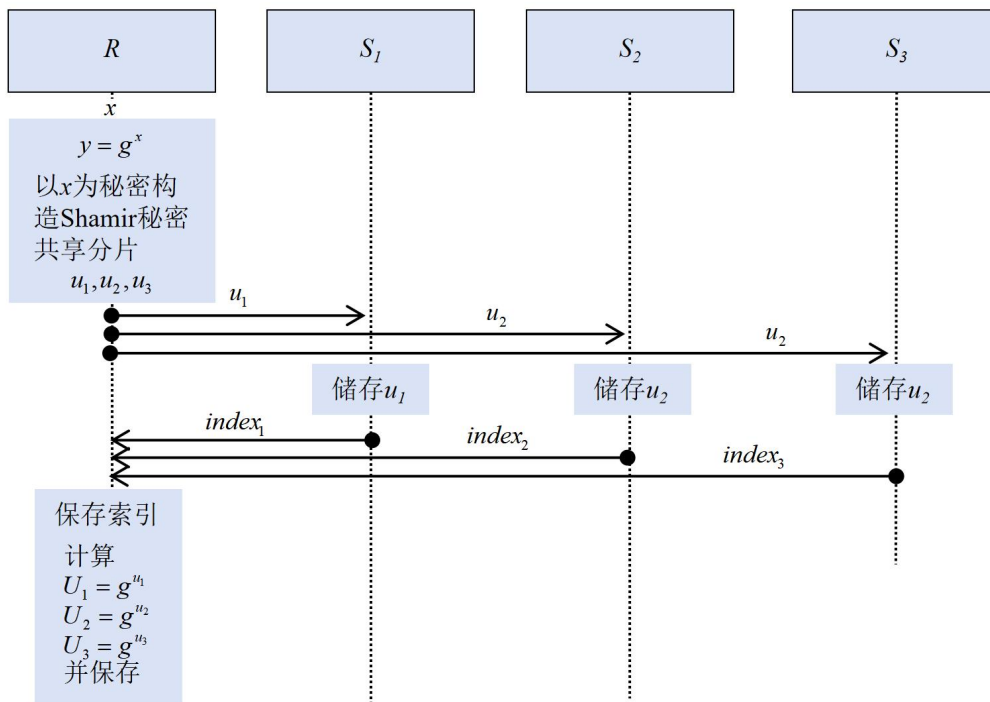 R
S₁
S₂
S₃
x
y = gˣ
以x为秘密构
造Shamir秘密
共享分片
u₁,u₂,u₃
u₁
u₂
u₂
储存u₁
储存u₂
储存u₂
index₁
index₂
index₃
保存索引
计算
U₁ = g^{u₁}
U₂ = g^{u₂}
U₃ = g^{u₃}
并保存